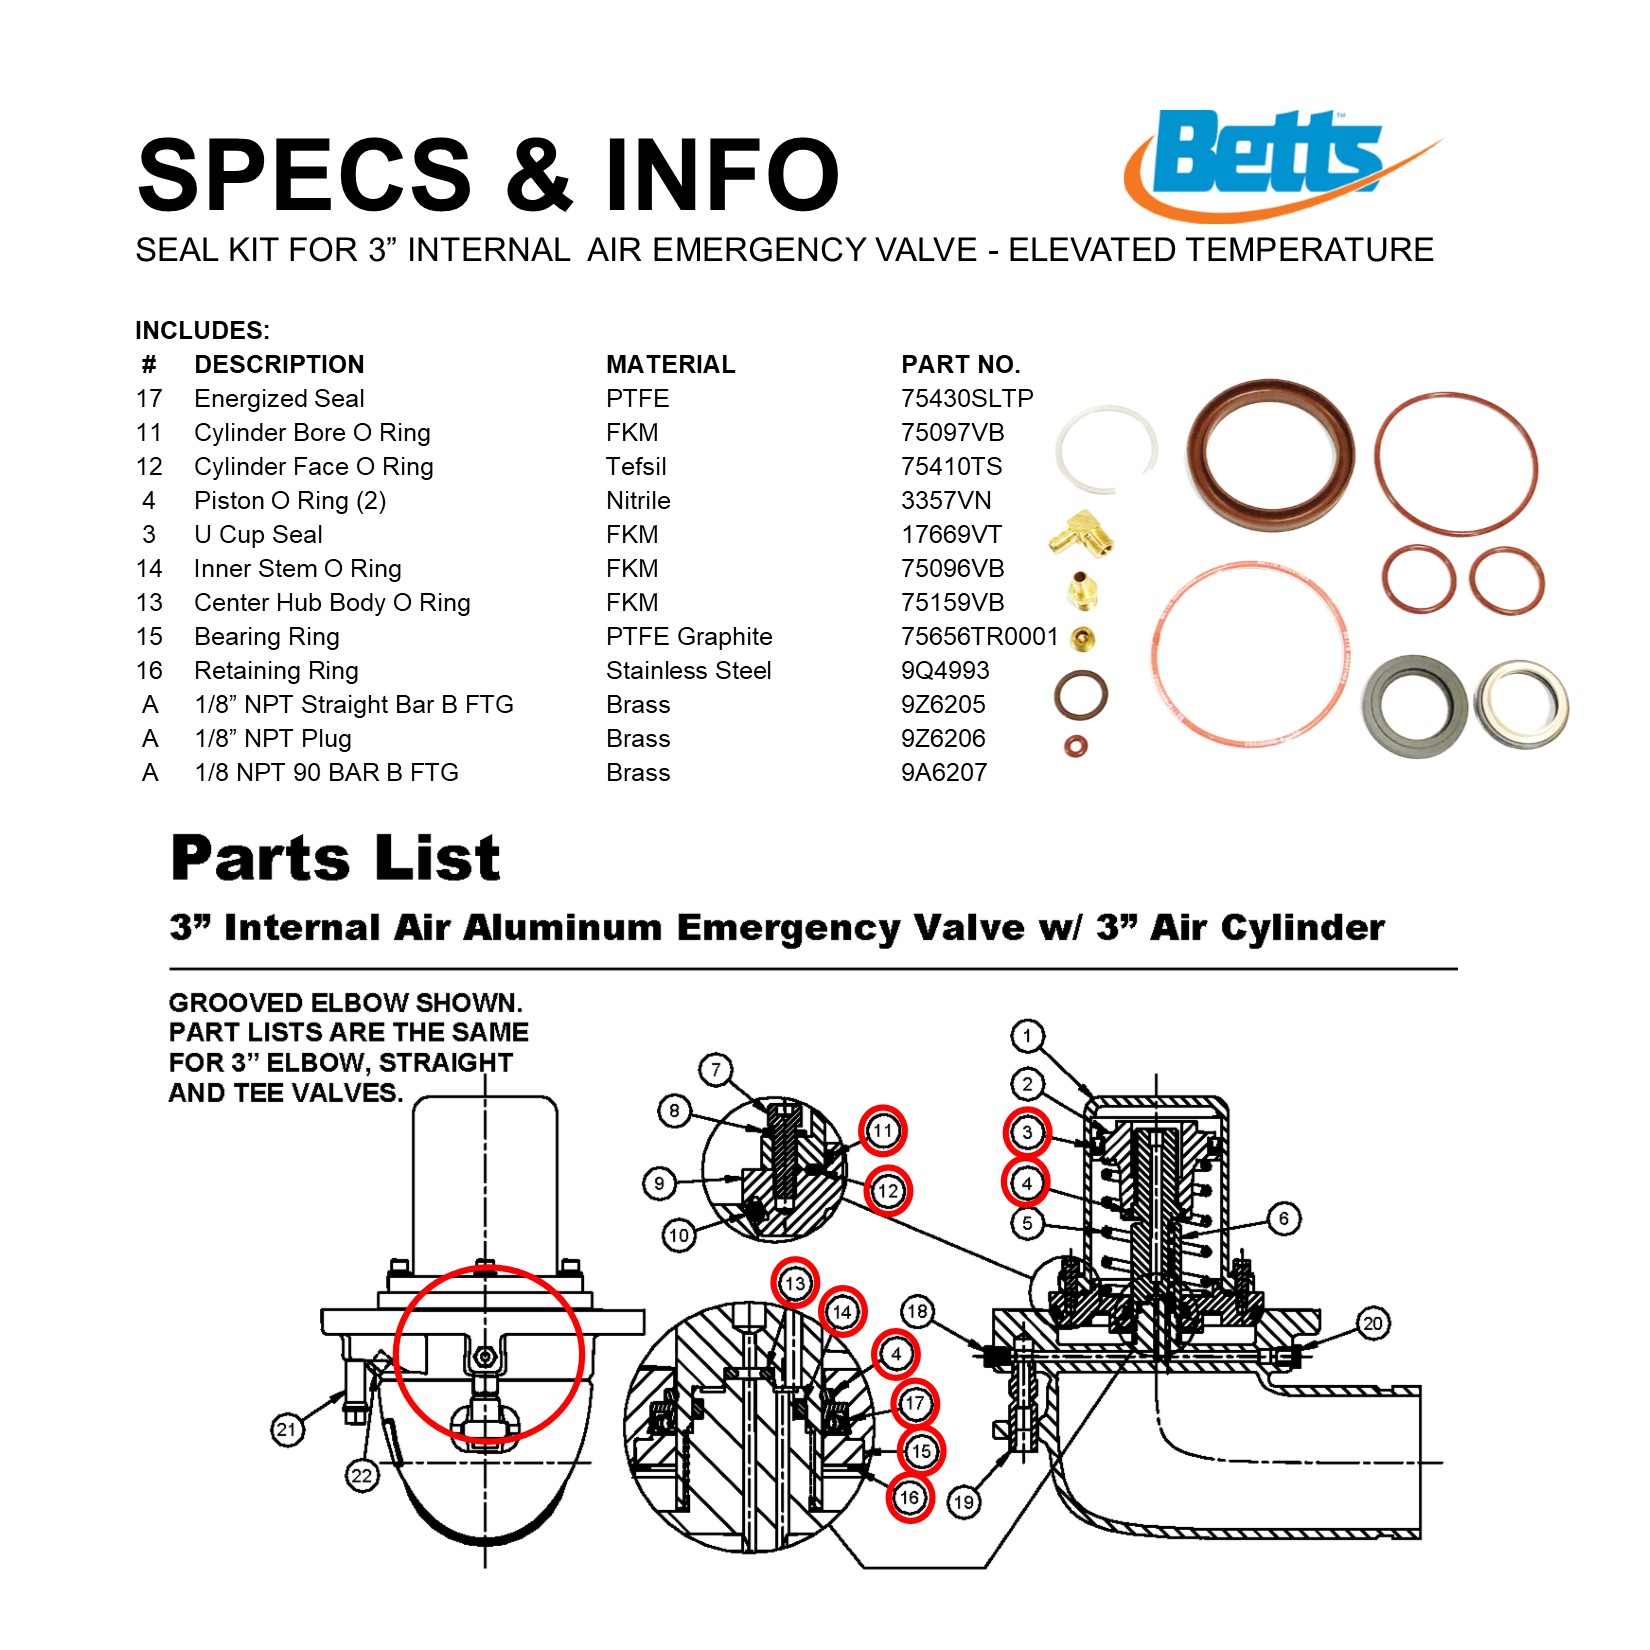 Betts™
SPECS & INFO
SEAL KIT FOR 3” INTERNAL AIR EMERGENCY VALVE - ELEVATED TEMPERATURE
INCLUDES:
# DESCRIPTION MATERIAL PART NO.
17 Energized Seal PTFE 75430SLTP
11 Cylinder Bore O Ring FKM 75097VB
12 Cylinder Face O Ring Tefsil 75410TS
4 Piston O Ring (2) Nitrile 3357VN
3 U Cup Seal FKM 17669VT
14 Inner Stem O Ring FKM 75096VB
13 Center Hub Body O Ring FKM 75159VB
15 Bearing Ring PTFE Graphite 75656TR0001
16 Retaining Ring Stainless Steel 9Q4993
A 1/8” NPT Straight Bar B FTG Brass 9Z6205
A 1/8” NPT Plug Brass 9Z6206
A 1/8 NPT 90 BAR B FTG Brass 9A6207
Parts List
3” Internal Air Aluminum Emergency Valve w/ 3” Air Cylinder
GROOVED ELBOW SHOWN.
PART LISTS ARE THE SAME
FOR 3” ELBOW, STRAIGHT
AND TEE VALVES.
1
7
2
8
11
3
9
12
4
10
5
6
13
14
18
20
4
17
21
15
22
16
19